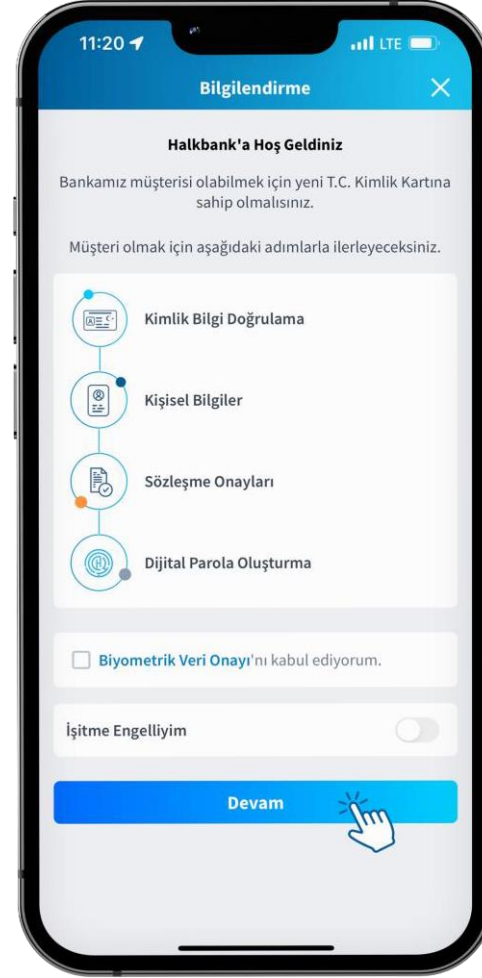 11:20
LTE
Bilgilendirme
Halkbank'a Hoş Geldiniz
Bankamız müşterisi olabilmek için yeni T.C. Kimlik Kartına
sahip olmalısınız.
Müşteri olmak için aşağıdaki adımlarla ilerleyeceksiniz.
Kimlik Bilgi Doğrulama
Kişisel Bilgiler
Sözleşme Onayları
Dijital Parola Oluşturma
Biyometrik Veri Onayı'nı kabul ediyorum.
İşitme Engelliyim
Devam